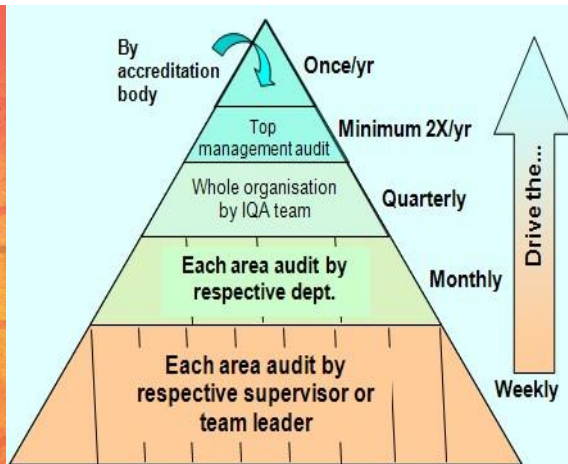 By
accreditation
body
Once/yr
Top
management audit
Minimum 2X/yr
Whole organisation
by IQA team
Quarterly
Each area audit by
respective dept.
Monthly
Each area audit by
respective supervisor or
team leader
Weekly
Drive the...